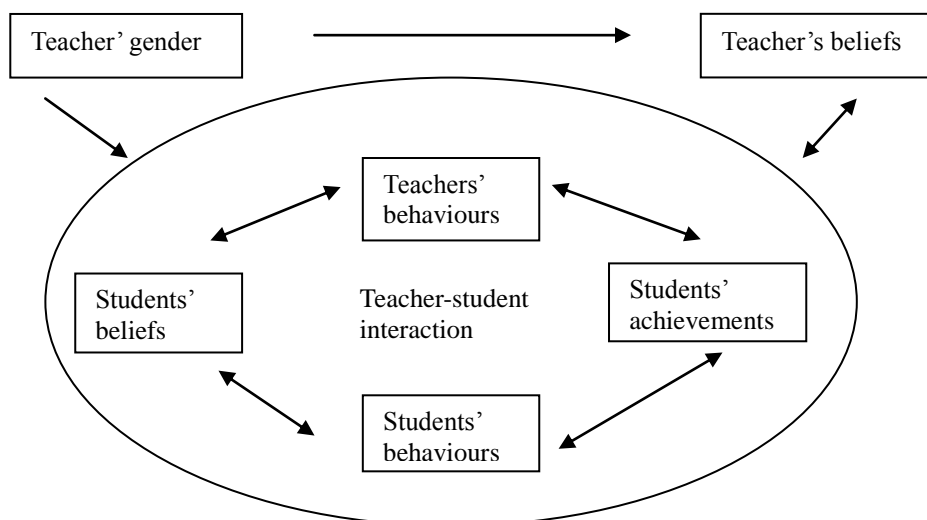 Teacher’ gender
Teacher’s beliefs
Teachers’
behaviours
Students’
beliefs
Teacher-student
interaction
Students’
achievements
Students’
behaviours